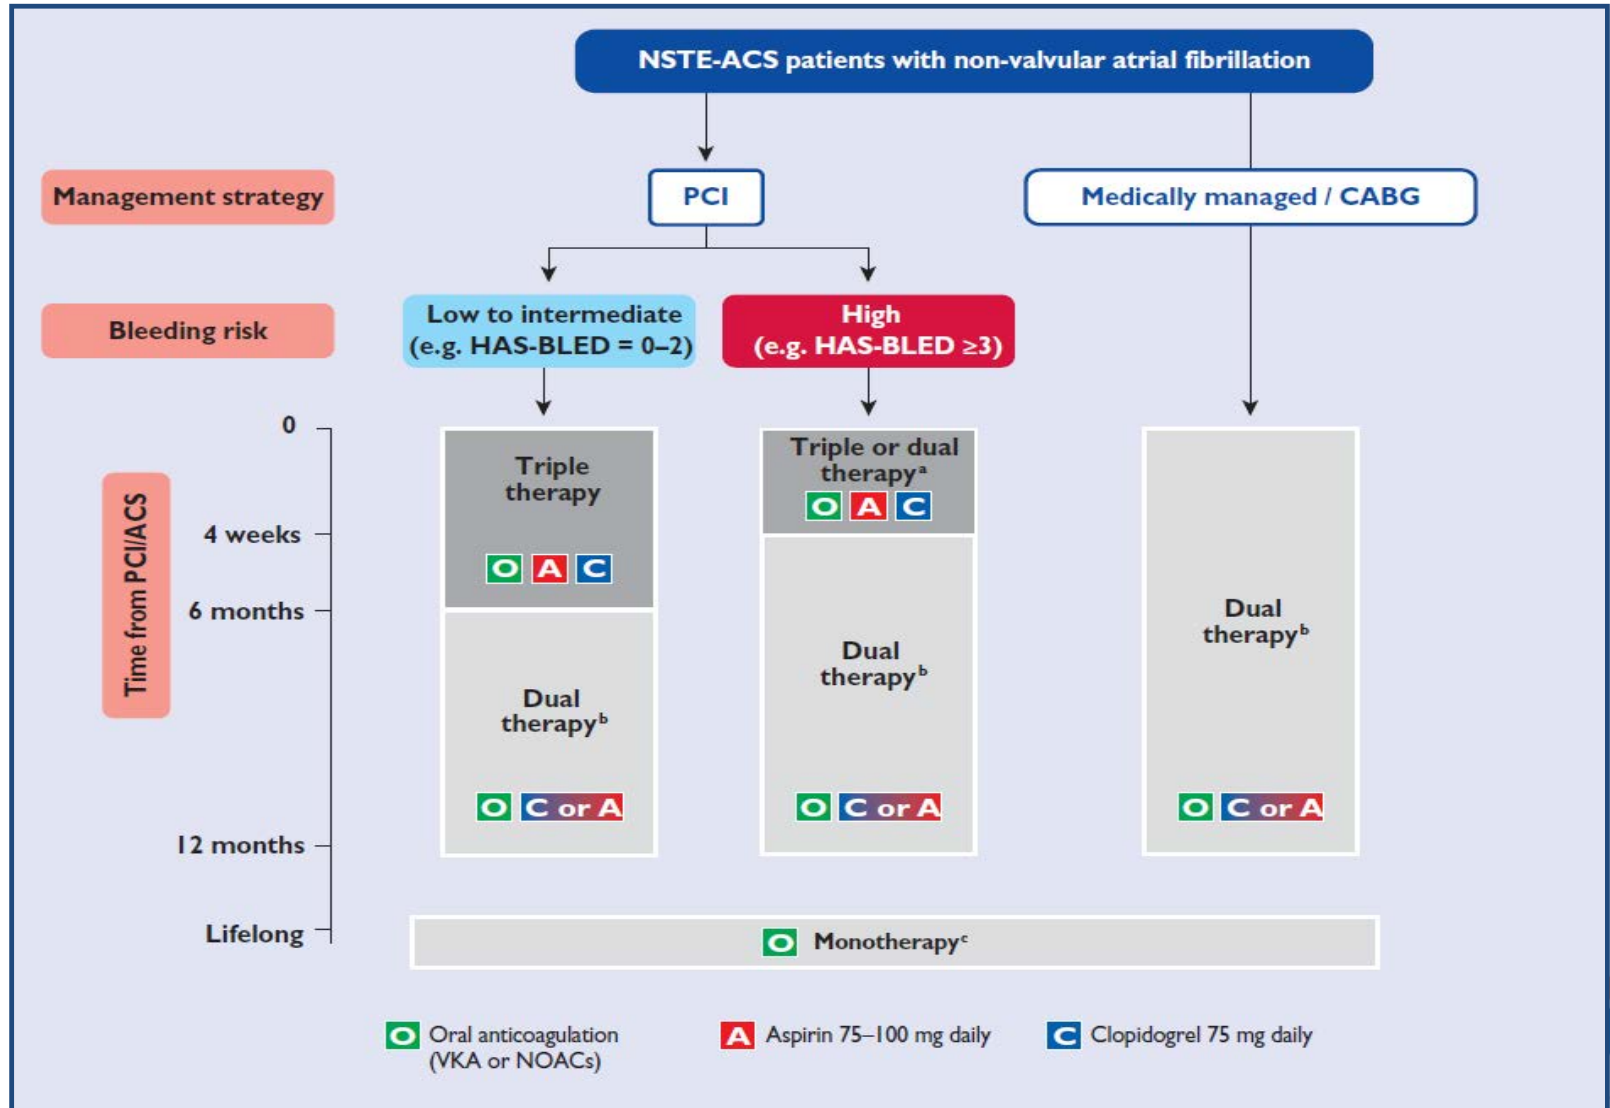 NSTE-ACS patients with non-valvular atrial fibrillation
Management strategy
PCI
Medically managed / CABG
Bleeding risk
Low to intermediate
(e.g. HAS-BLED = 0–2)
High
(e.g. HAS-BLED ≥3)
Time from PCI/ACS
0
4 weeks
6 months
12 months
Lifelong
Triple
therapy
O A C
Dual
therapyᵇ
O C or A
Triple or dual
therapyᵃ
O A C
Dual
therapyᵇ
O C or A
Dual
therapyᵇ
O C or A
O Monotherapyᶜ
O Oral anticoagulation
(VKA or NOACs)
A Aspirin 75–100 mg daily
C Clopidogrel 75 mg daily